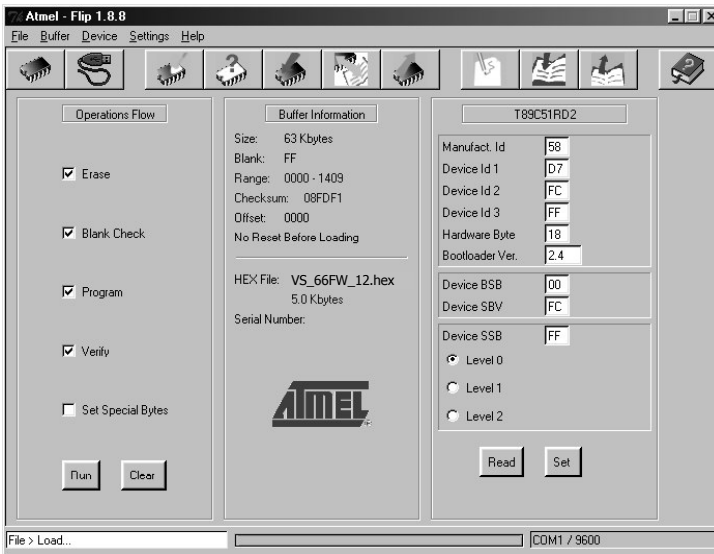 Atmel - Flip 1.8.8
File Buffer Device Settings Help
Operations Flow
Erase
Blank Check
Program
Verify
Set Special Bytes
Run Clear
Buffer Information
Size: 63 Kbytes
Blank: FF
Range: 0000 - 1409
Checksum: 08FDF1
Offset: 0000
No Reset Before Loading
HEX File: VS_66FW_12.hex
5.0 Kbytes
Serial Number:
ATMEL
T89C51RD2
Manufact. Id 58
Device Id 1 D7
Device Id 2 FC
Device Id 3 FF
Hardware Byte 18
Bootloader Ver. 2.4
Device BSB 00
Device SBV FC
Device SSB FF
Level 0
Level 1
Level 2
Read Set
File > Load... COM1 / 9600